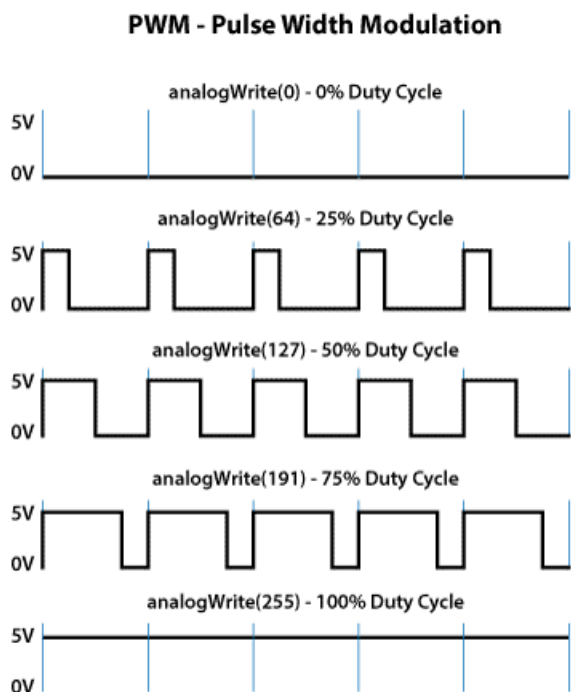 PWM - Pulse Width Modulation
analogWrite(0) - 0% Duty Cycle
5V
0V
analogWrite(64) - 25% Duty Cycle
5V
0V
analogWrite(127) - 50% Duty Cycle
5V
0V
analogWrite(191) - 75% Duty Cycle
5V
0V
analogWrite(255) - 100% Duty Cycle
5V
0V